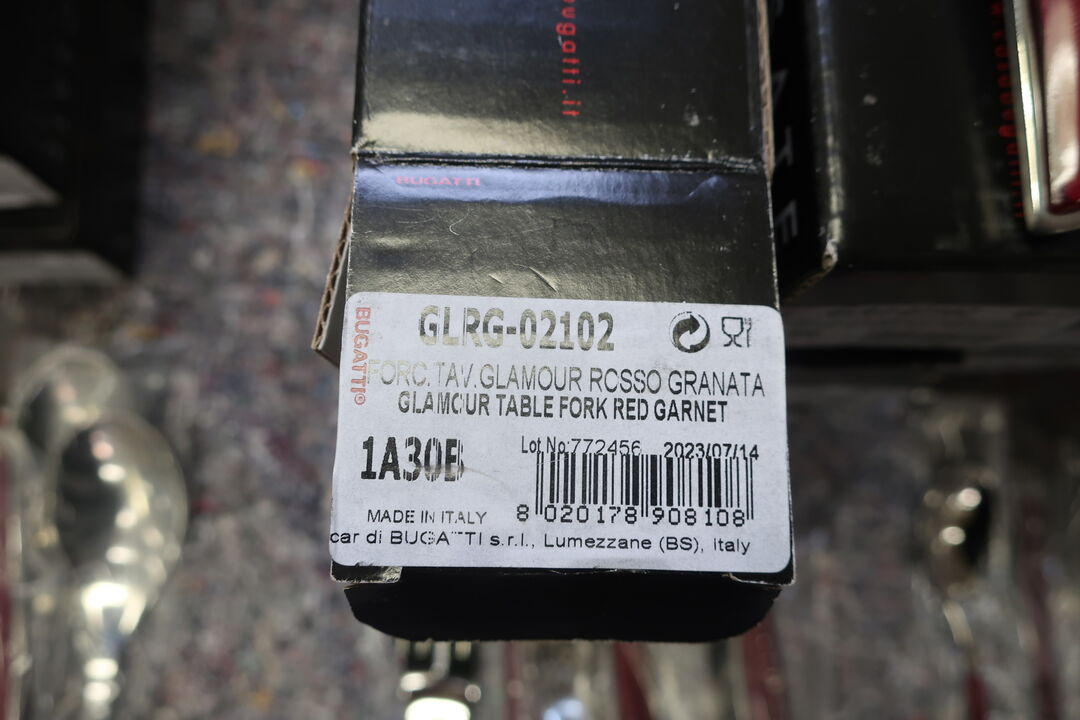 bugatti.it
BUGATTI
BUGATTI®
GLRG-02102
FORC.TAV.GLAMOUR ROSSO GRANATA
GLAMOUR TABLE FORK RED GARNET
1A30B
Lot No:772456 2023/07/14
8 020178 908108
MADE IN ITALY
car di BUGATTI s.r.l., Lumezzane (BS), Italy